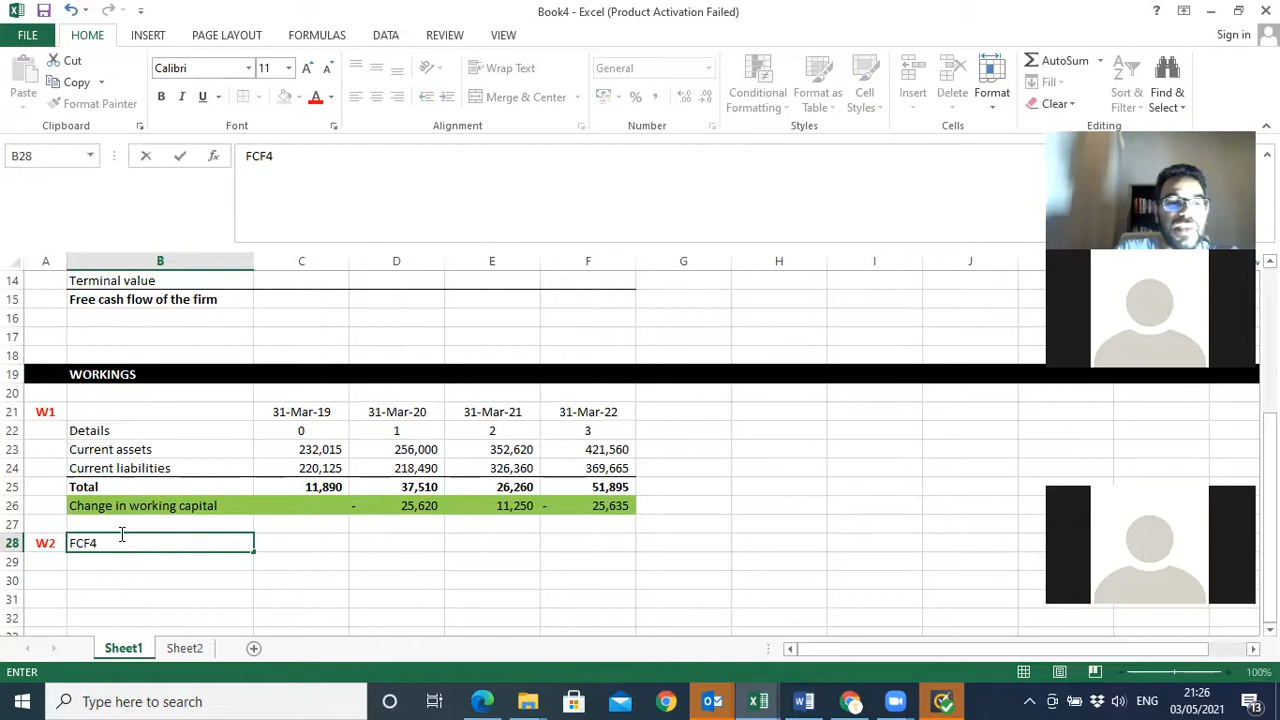 Book4 - Excel (Product Activation Failed)
FILE HOME INSERT PAGE LAYOUT FORMULAS DATA REVIEW VIEW Sign in
Cut
Copy
Format Painter
Paste
Clipboard
Calibri 11
B I U A
Font
Wrap Text
Merge & Center
Alignment
General
% ,
Number
Conditional Formatting
Format as Table
Cell Styles
Styles
Insert
Delete
Format
Cells
AutoSum
Fill
Clear
Sort & Filter
Find & Select
Editing
B28 fx FCF4
A B C D E F G H I J
14 Terminal value
15 Free cash flow of the firm
16
17
18
19 WORKINGS
20
21 W1 31-Mar-19 31-Mar-20 31-Mar-21 31-Mar-22
22 Details 0 1 2 3
23 Current assets 232,015 256,000 352,620 421,560
24 Current liabilities 220,125 218,490 326,360 369,665
25 Total 11,890 37,510 26,260 51,895
26 Change in working capital - 25,620 11,250 - 25,635
27
28 W2 FCF4
29
30
31
32
Sheet1 Sheet2
ENTER 100%
Type here to search
ENG
21:26
03/05/2021
13